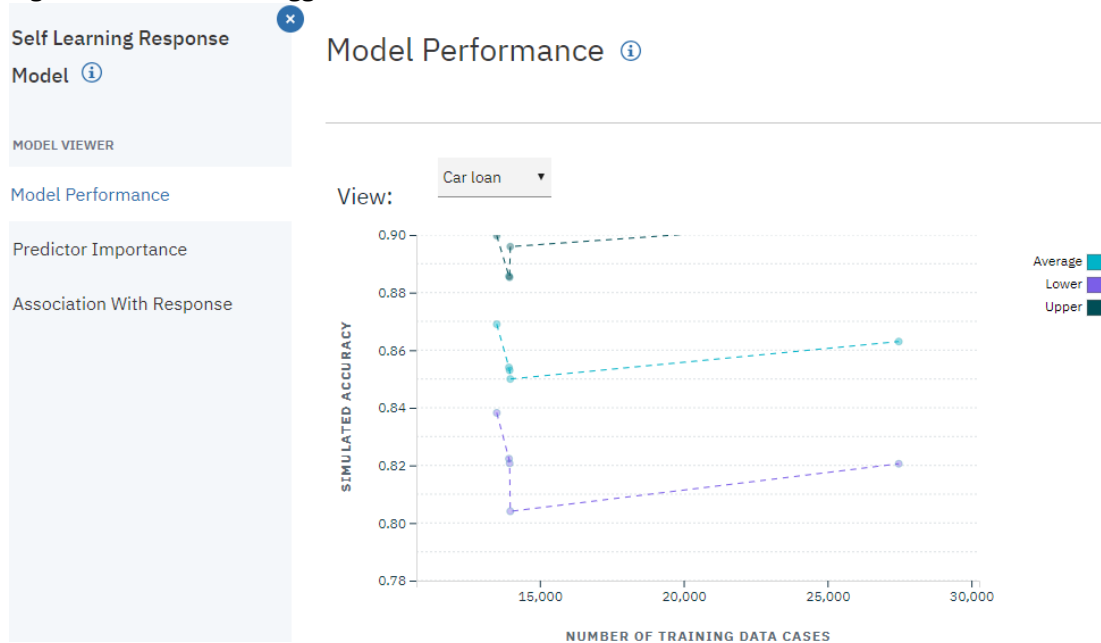 Self Learning Response
Model
MODEL VIEWER
Model Performance
Predictor Importance
Association With Response
Model Performance
View:
Car loan
0.90
0.88
0.86
0.84
0.82
0.80
0.78
SIMULATED ACCURACY
15,000
20,000
25,000
30,000
NUMBER OF TRAINING DATA CASES
Average
Lower
Upper